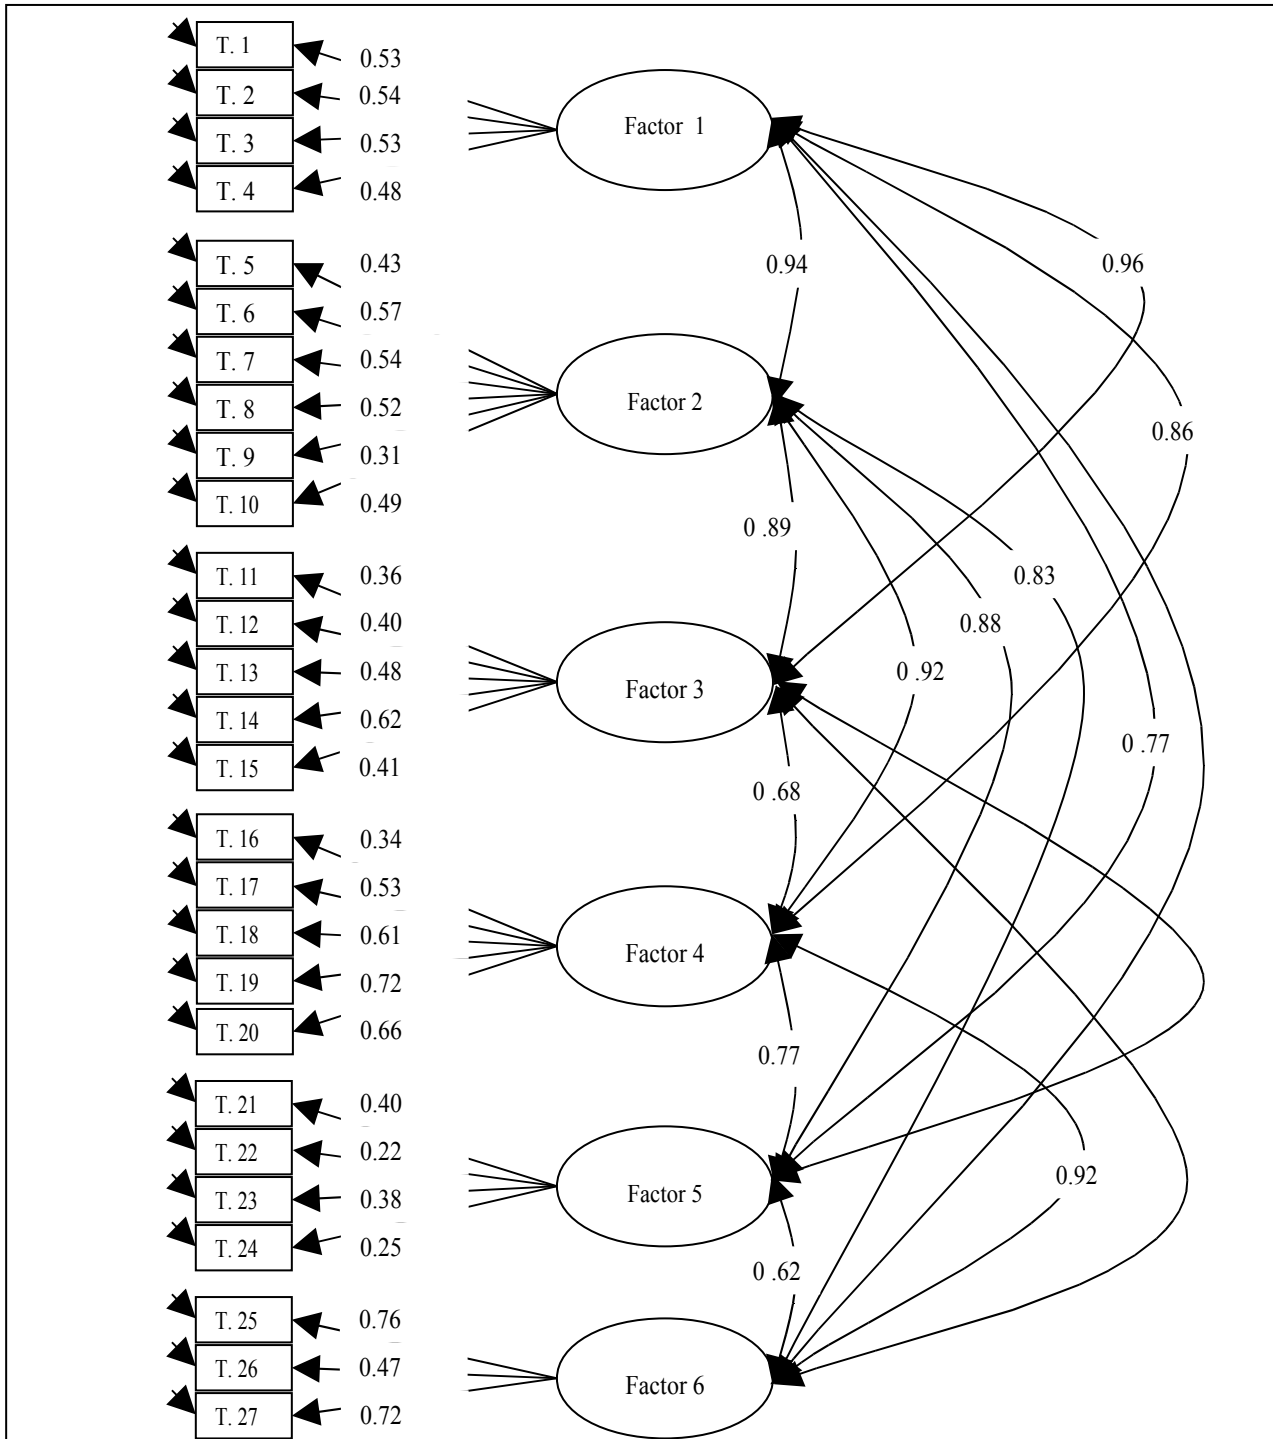 T. 1 0.53
T. 2 0.54
T. 3 0.53
T. 4 0.48
Factor 1
T. 5 0.43
T. 6 0.57
T. 7 0.54
T. 8 0.52
T. 9 0.31
T. 10 0.49
Factor 2
T. 11 0.36
T. 12 0.40
T. 13 0.48
T. 14 0.62
T. 15 0.41
Factor 3
T. 16 0.34
T. 17 0.53
T. 18 0.61
T. 19 0.72
T. 20 0.66
Factor 4
T. 21 0.40
T. 22 0.22
T. 23 0.38
T. 24 0.25
Factor 5
T. 25 0.76
T. 26 0.47
T. 27 0.72
Factor 6
0.94
0.96
0.86
0 .89
0.83
0.88
0 .92
0 .77
0 .68
0.77
0.92
0 .62